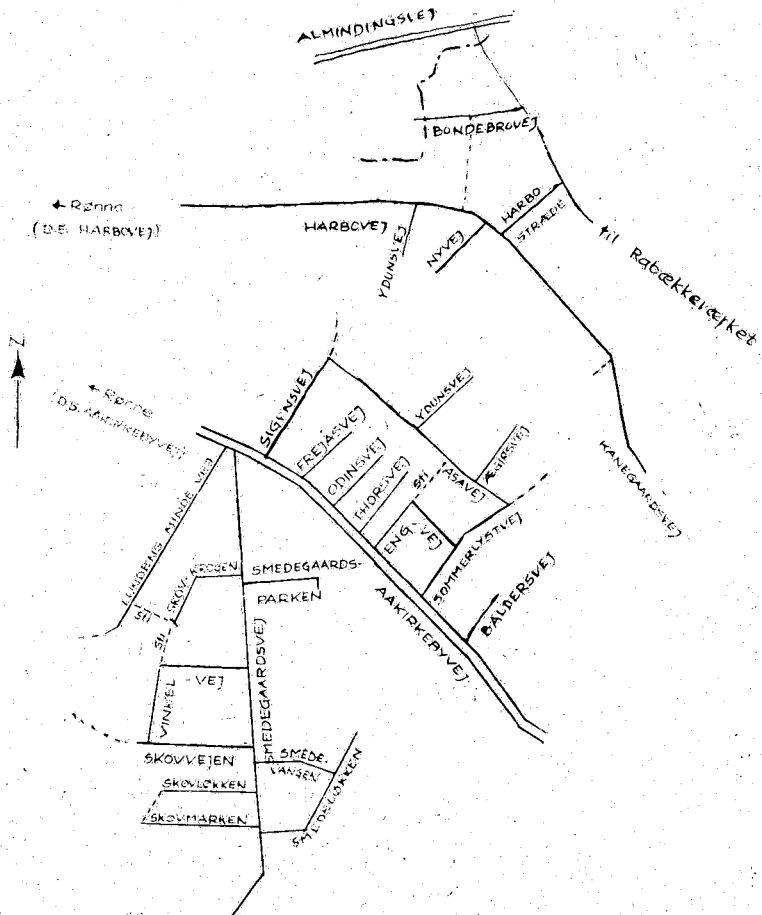 ALMINDINGSVEJ
BONDEBROVEJ
← Rønne
(D.S. HARBOVEJ)
HARBOVEJ
YDUNSVEJ
NYVEJ
HARBO
STRÆDE
til Rabækkeværket
Z
← Rønne
(D.S. AAKIRKEBYVEJ)
SIGYNSVEJ
FREJASVEJ
ODINSVEJ
THORSVEJ
Sti
YDUNSVEJ
ASAVEJ
ÆGIRSVEJ
KANEGAARDSVEJ
ENG-VEJ
SOMMERLYSTVEJ
BALDERSVEJ
AAKIRKEBYVEJ
LUNDENS MINDE VEJ
SKOV-KROGEN
SMEDEGAARDS-
PARKEN
Sti
Sti
SMEDEGAARDSVEJ
VINKEL
-VEJ
SKOVVEJEN
SMEDE-
VANGEN
SKOVLØKKEN
SKOVMARKEN
SMEDELØKKEN